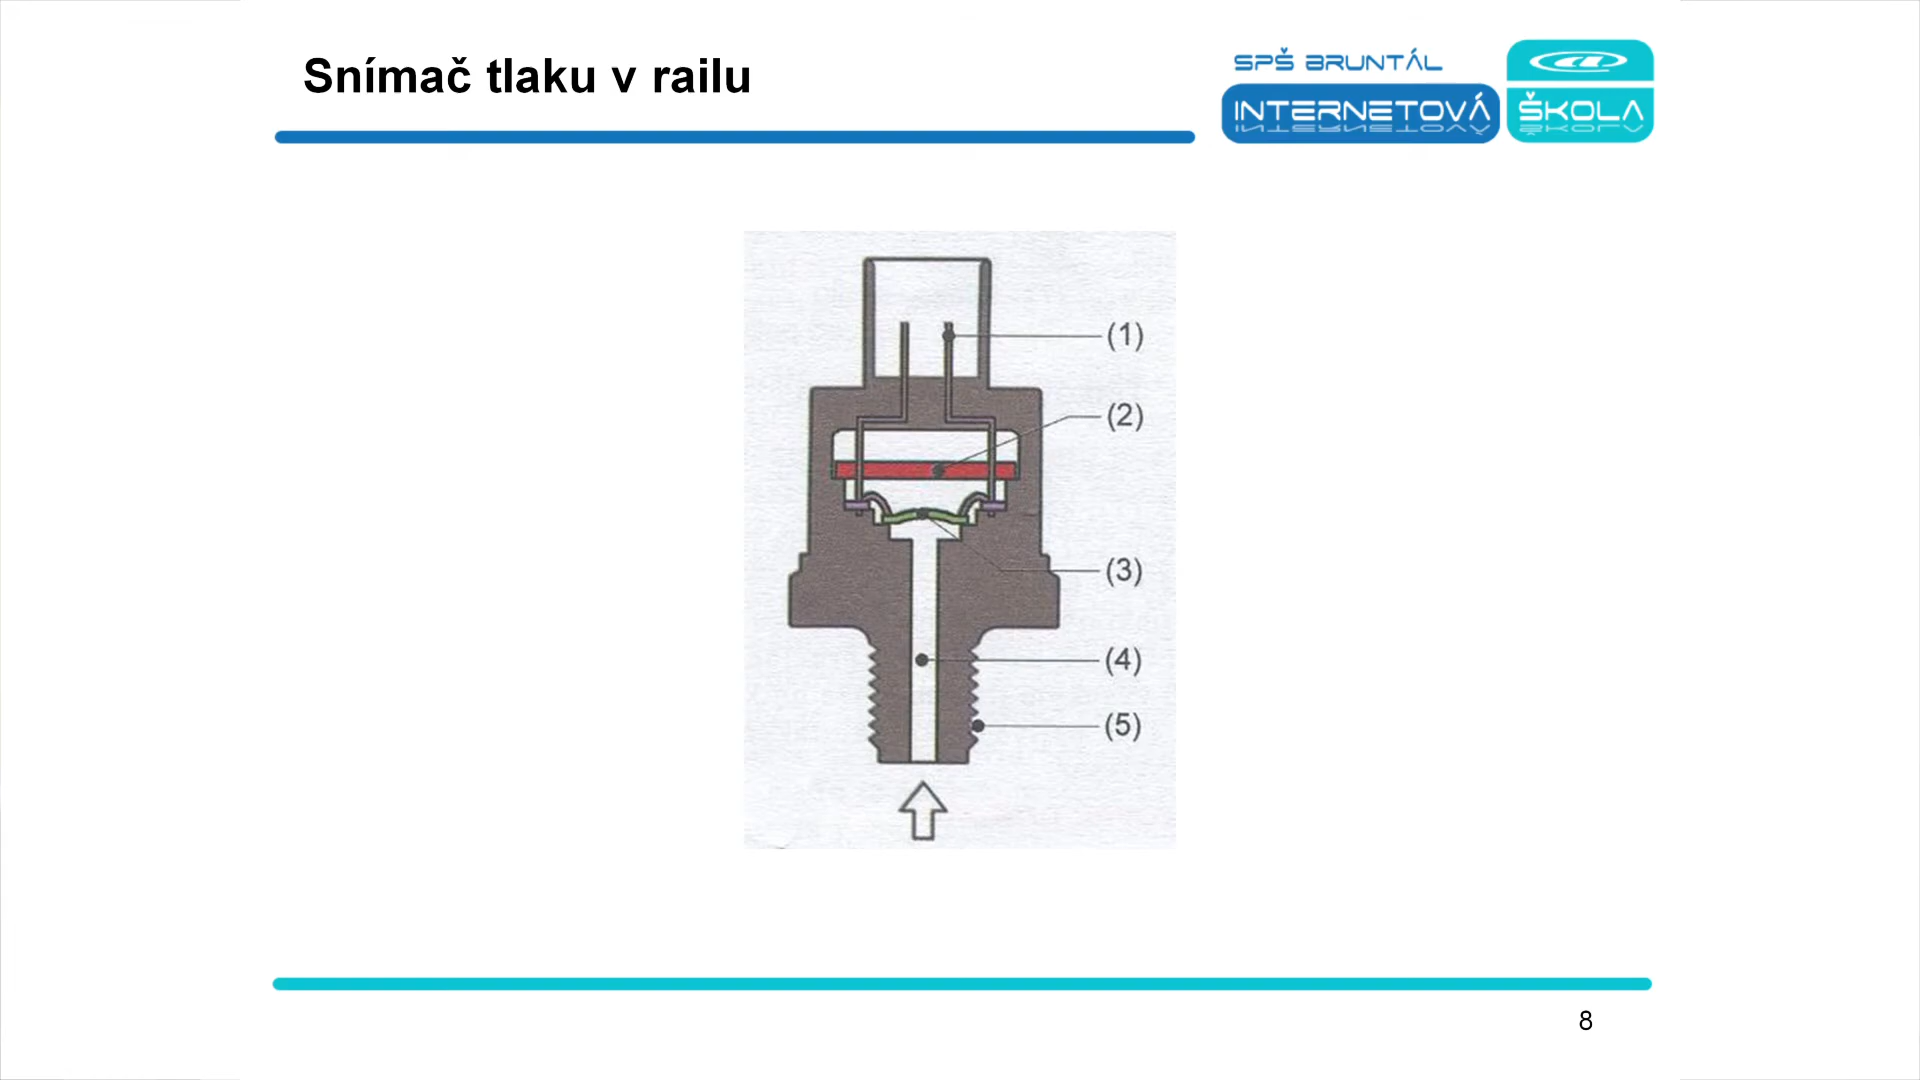 Snímač tlaku v railu
SPŠ BRUNTÁL
INTERNETOVÁ ŠKOLA
(1)
(2)
(3)
(4)
(5)
8